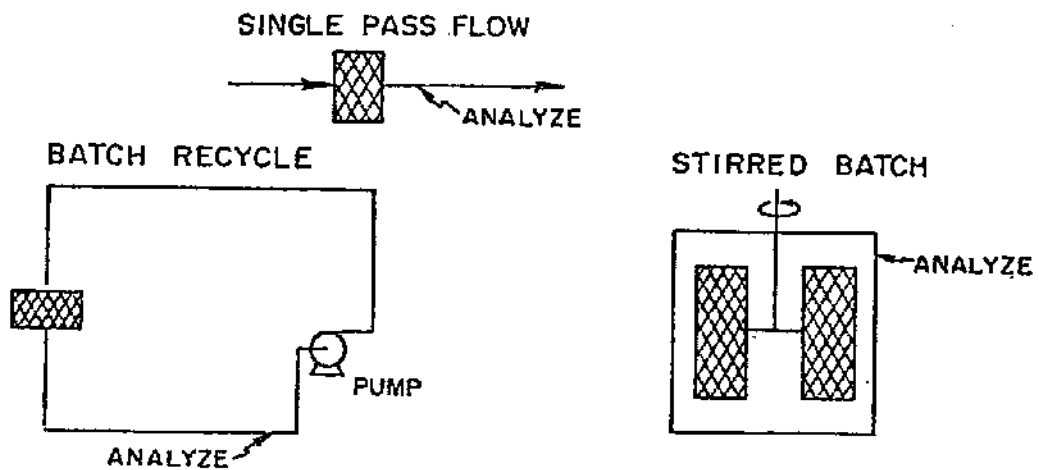 SINGLE PASS FLOW
ANALYZE
BATCH RECYCLE
STIRRED BATCH
ANALYZE
PUMP
ANALYZE